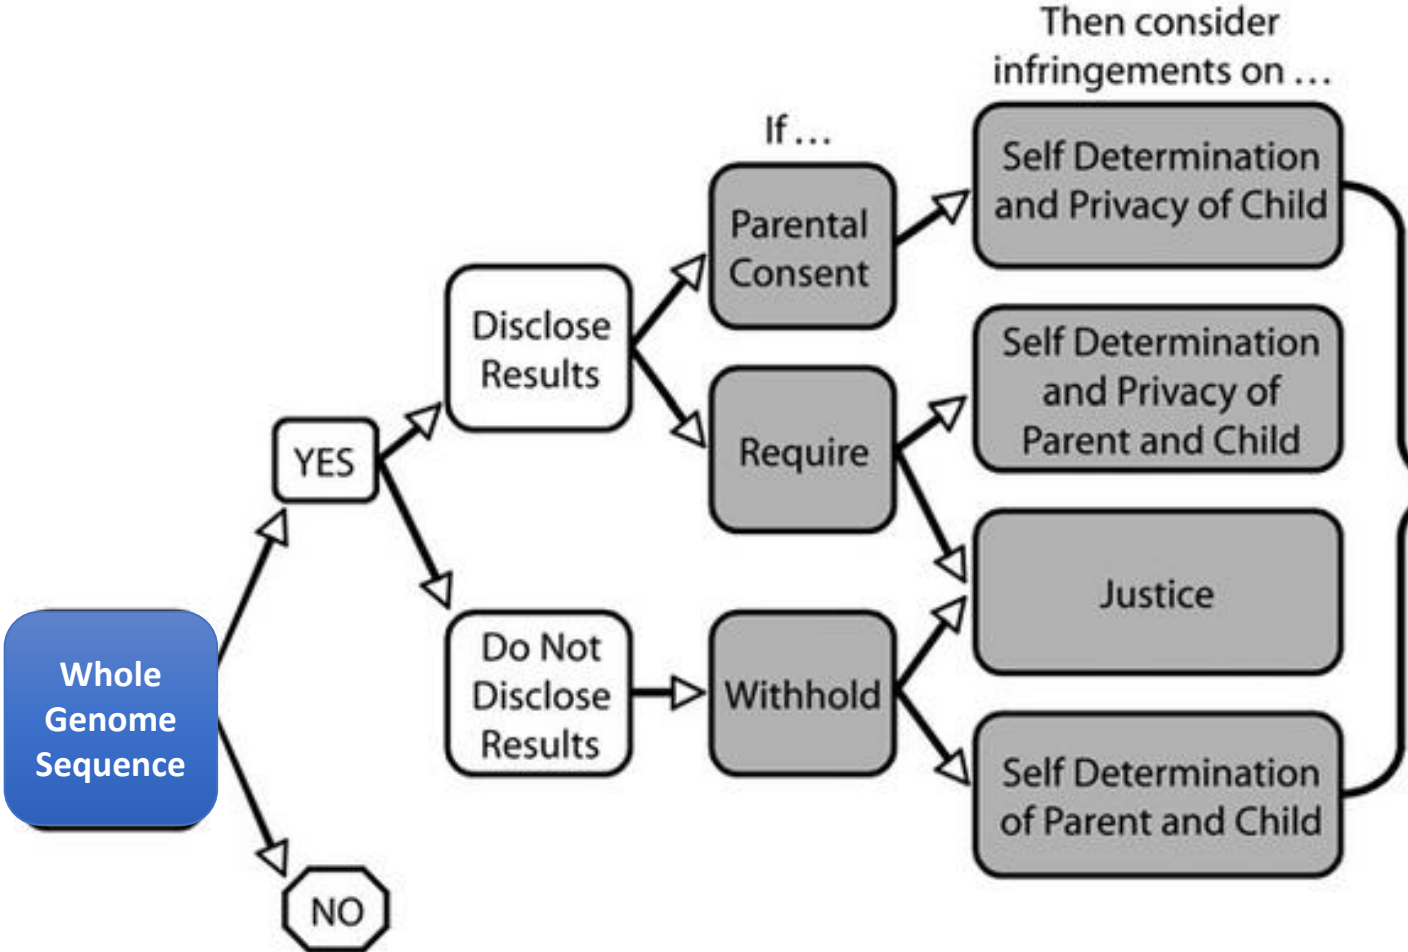 Then consider
infringements on …
If …
Self Determination
and Privacy of Child
Parental
Consent
Disclose
Results
Self Determination
and Privacy of
Parent and Child
Require
YES
Justice
Whole
Genome
Sequence
Do Not
Disclose
Results
Withhold
Self Determination
of Parent and Child
NO